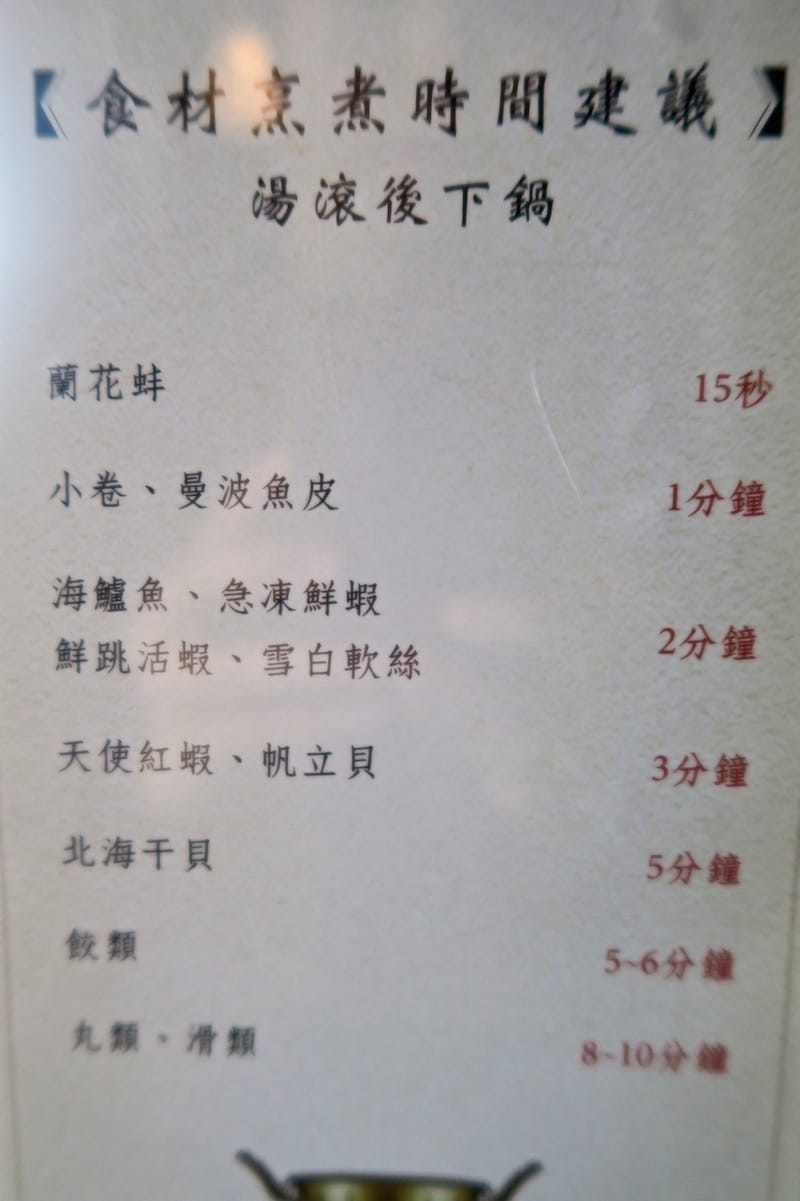 【食材烹煮時間建議】
湯滾後下鍋
蘭花蚌 15秒
小卷、曼波魚皮 1分鐘
海鱸魚、急凍鮮蝦
鮮跳活蝦、雪白軟絲 2分鐘
天使紅蝦、帆立貝 3分鐘
北海干貝 5分鐘
餃類 5~6分鐘
丸類、滑類 8~10分鐘